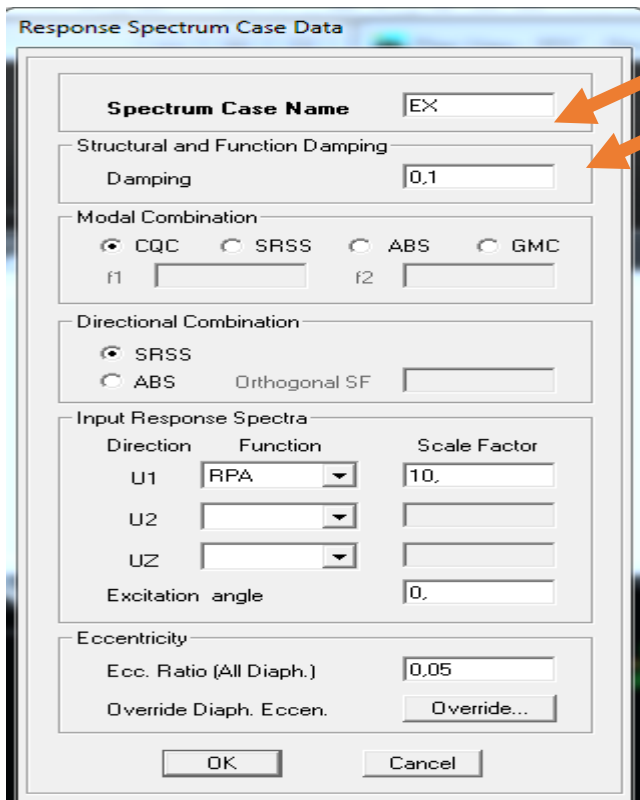 Response Spectrum Case Data
Spectrum Case Name EX
Structural and Function Damping
Damping 0,1
Modal Combination
CQC SRSS ABS GMC
f1 f2
Directional Combination
SRSS
ABS Orthogonal SF
Input Response Spectra
Direction Function Scale Factor
U1 RPA 10,
U2
UZ
Excitation angle 0,
Eccentricity
Ecc. Ratio (All Diaph.) 0,05
Override Diaph. Eccen. Override...
OK Cancel